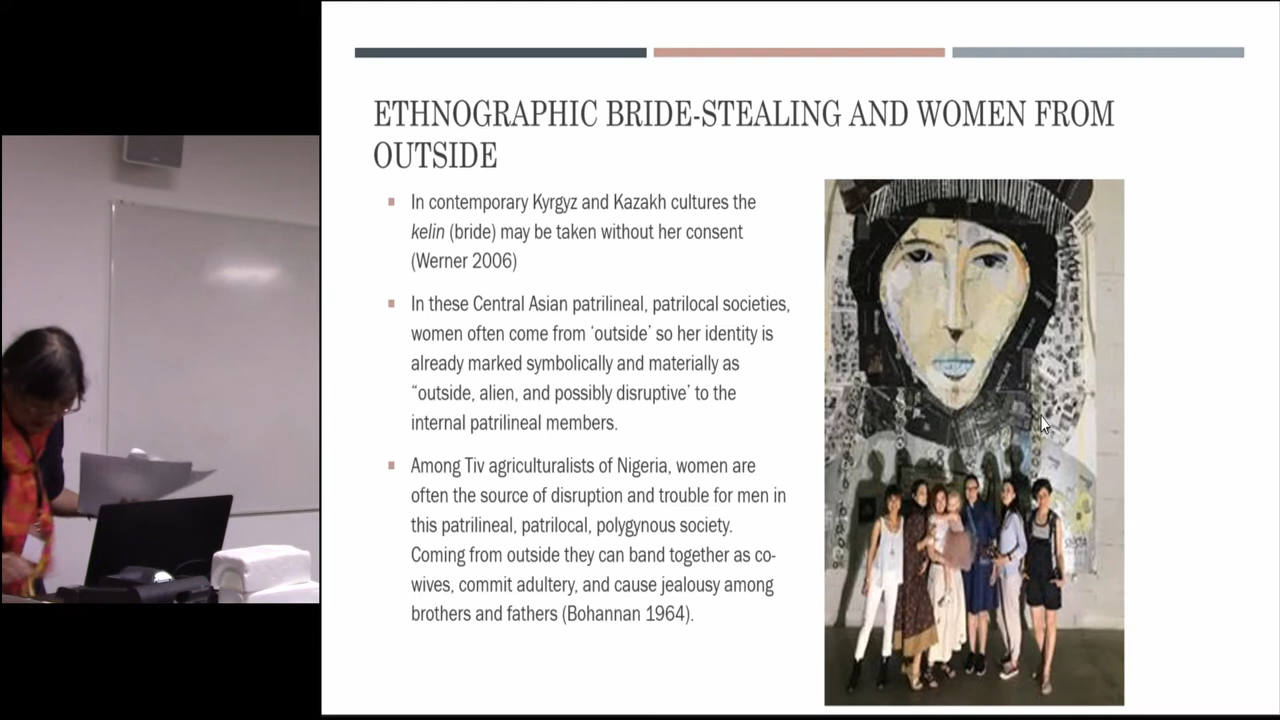 ETHNOGRAPHIC BRIDE-STEALING AND WOMEN FROM
OUTSIDE
In contemporary Kyrgyz and Kazakh cultures the
kelin (bride) may be taken without her consent
(Werner 2006)
In these Central Asian patrilineal, patrilocal societies,
women often come from ‘outside’ so her identity is
already marked symbolically and materially as
“outside, alien, and possibly disruptive’ to the
internal patrilineal members.
Among Tiv agriculturalists of Nigeria, women are
often the source of disruption and trouble for men in
this patrilineal, patrilocal, polygynous society.
Coming from outside they can band together as co-
wives, commit adultery, and cause jealousy among
brothers and fathers (Bohannan 1964).